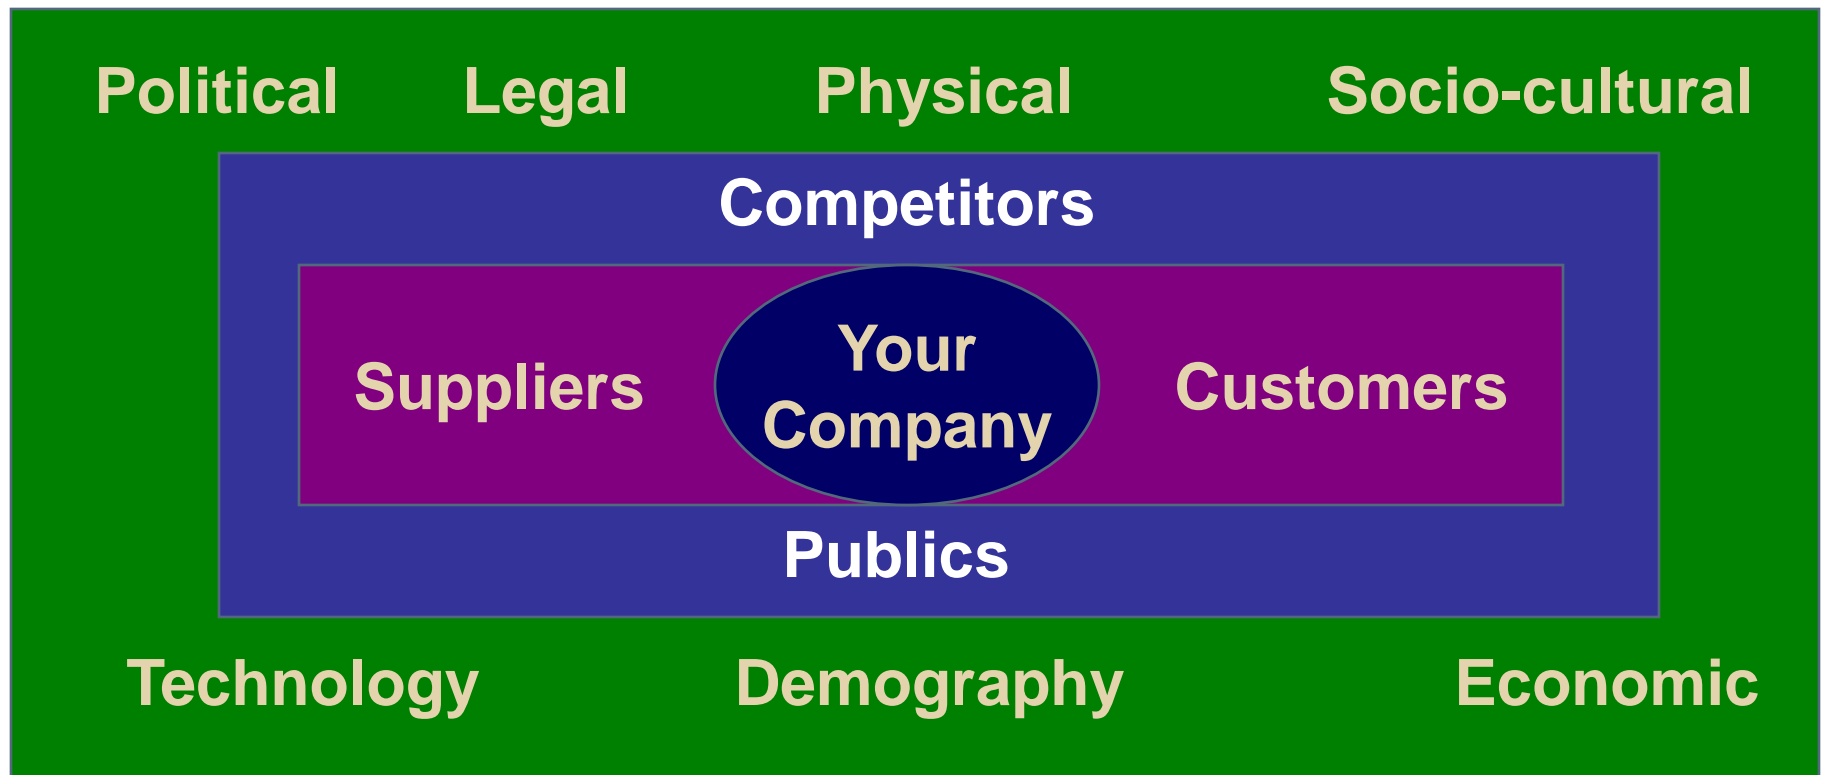 Political Legal Physical Socio-cultural
Competitors
Suppliers
Your
Company
Customers
Publics
Technology Demography Economic